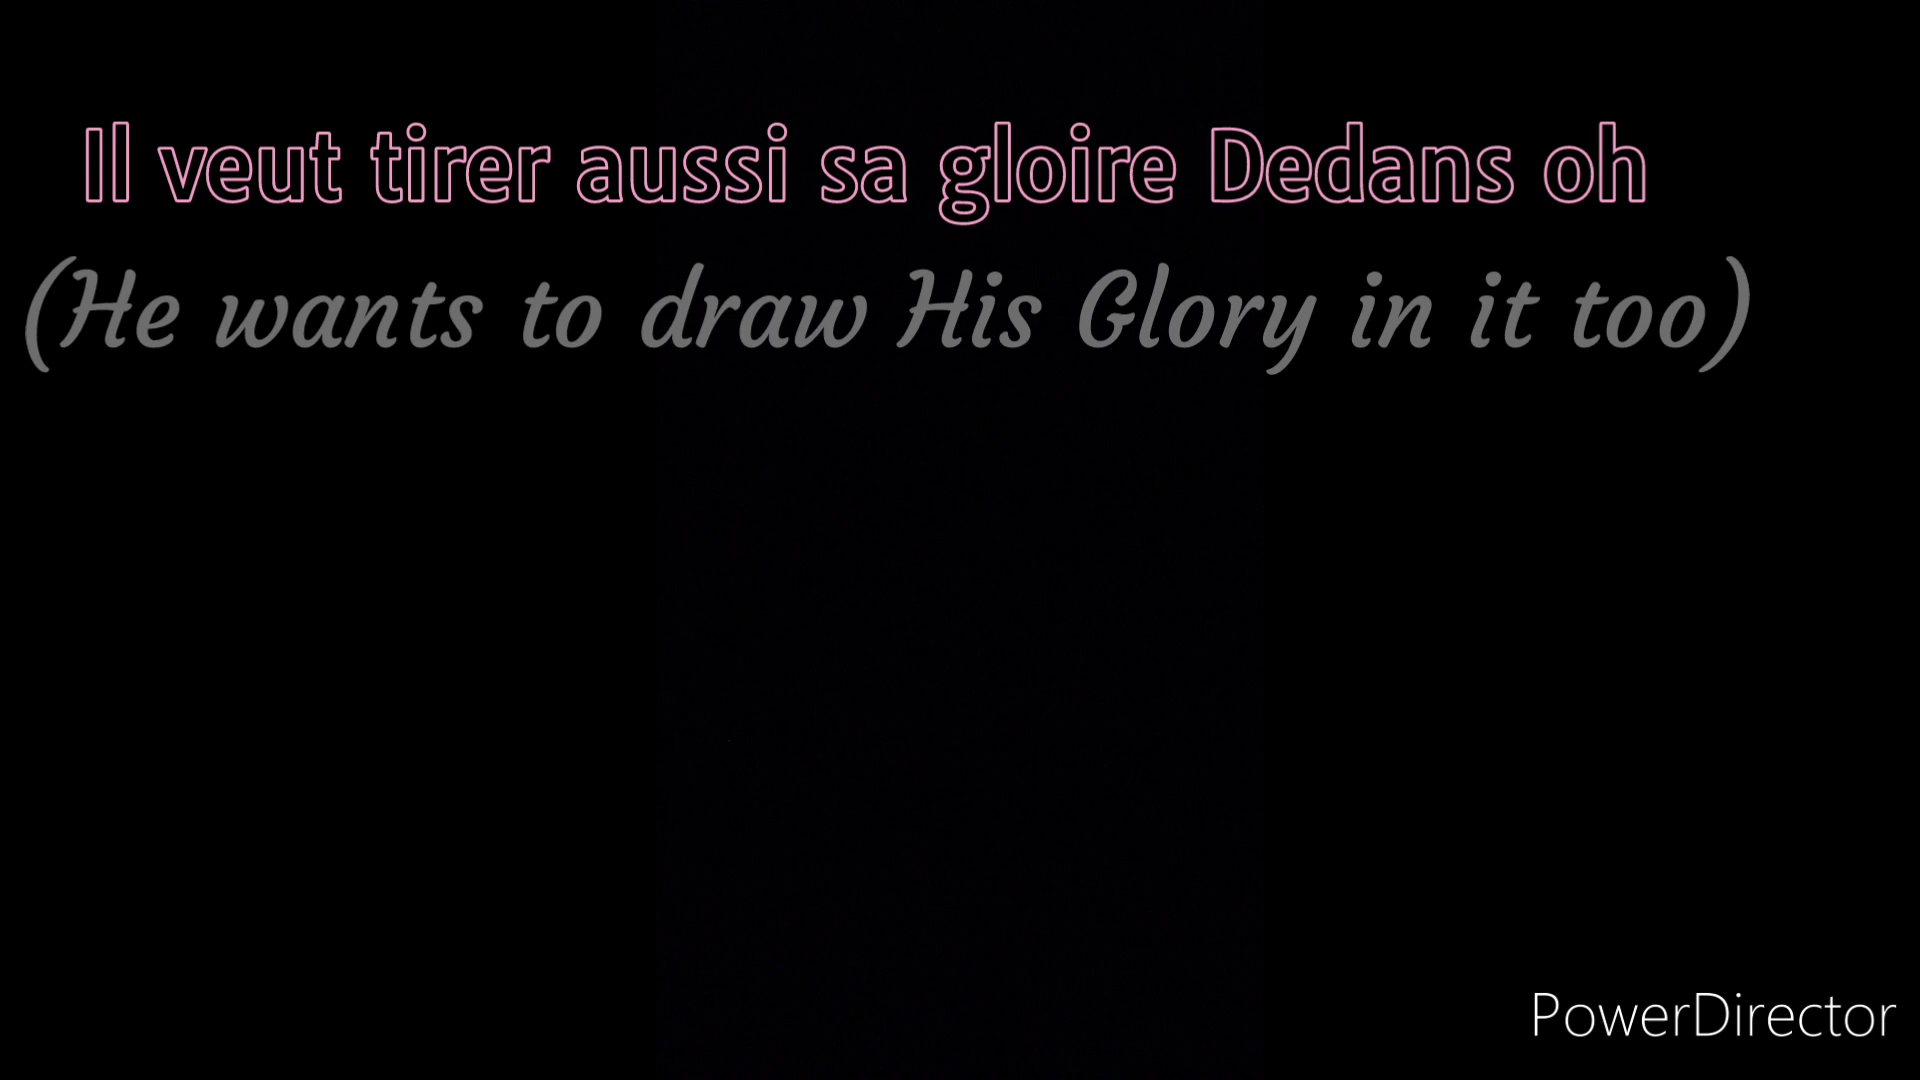 Il veut tirer aussi sa gloire Dedans oh
(He wants to draw His Glory in it too)
PowerDirector